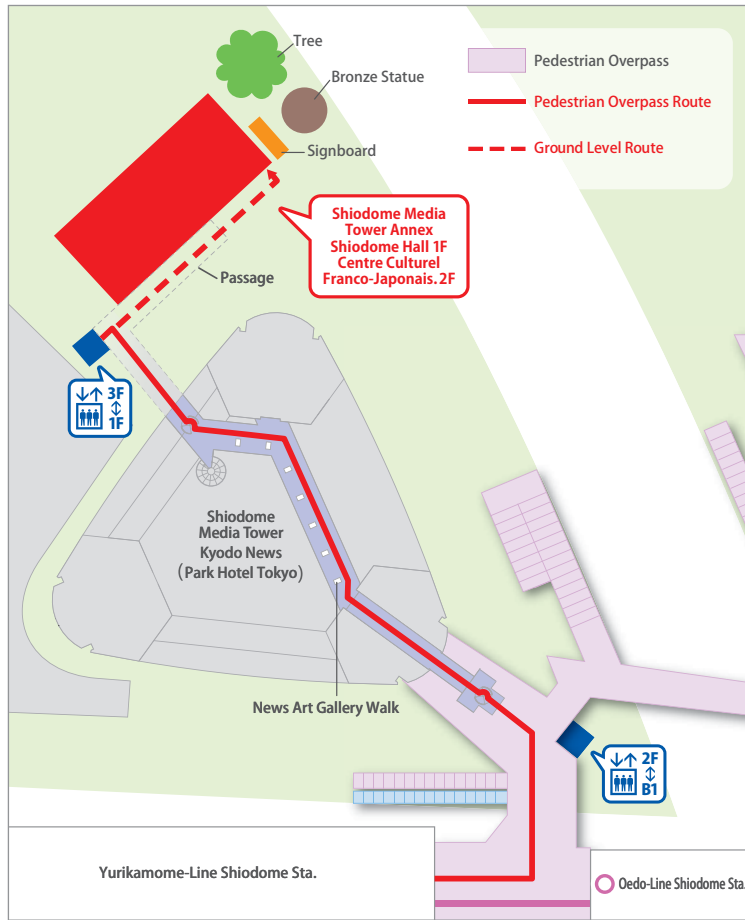 Tree
Bronze Statue
Signboard
Pedestrian Overpass
Pedestrian Overpass Route
Ground Level Route
Shiodome Media
Tower Annex
Shiodome Hall 1F
Centre Culturel
Franco-Japonais.2F
Passage
3F
1F
Shiodome
Media Tower
Kyodo News
(Park Hotel Tokyo)
News Art Gallery Walk
2F
B1
Yurikamome-Line Shiodome Sta.
Oedo-Line Shiodome Sta.